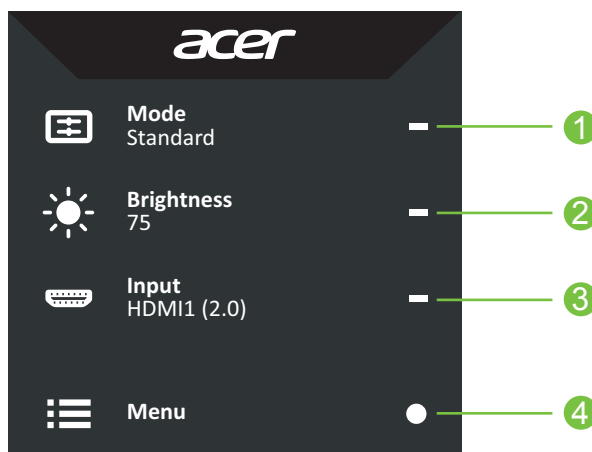 acer
Mode
Standard
1
Brightness
75
2
Input
HDMI1 (2.0)
3
Menu
4